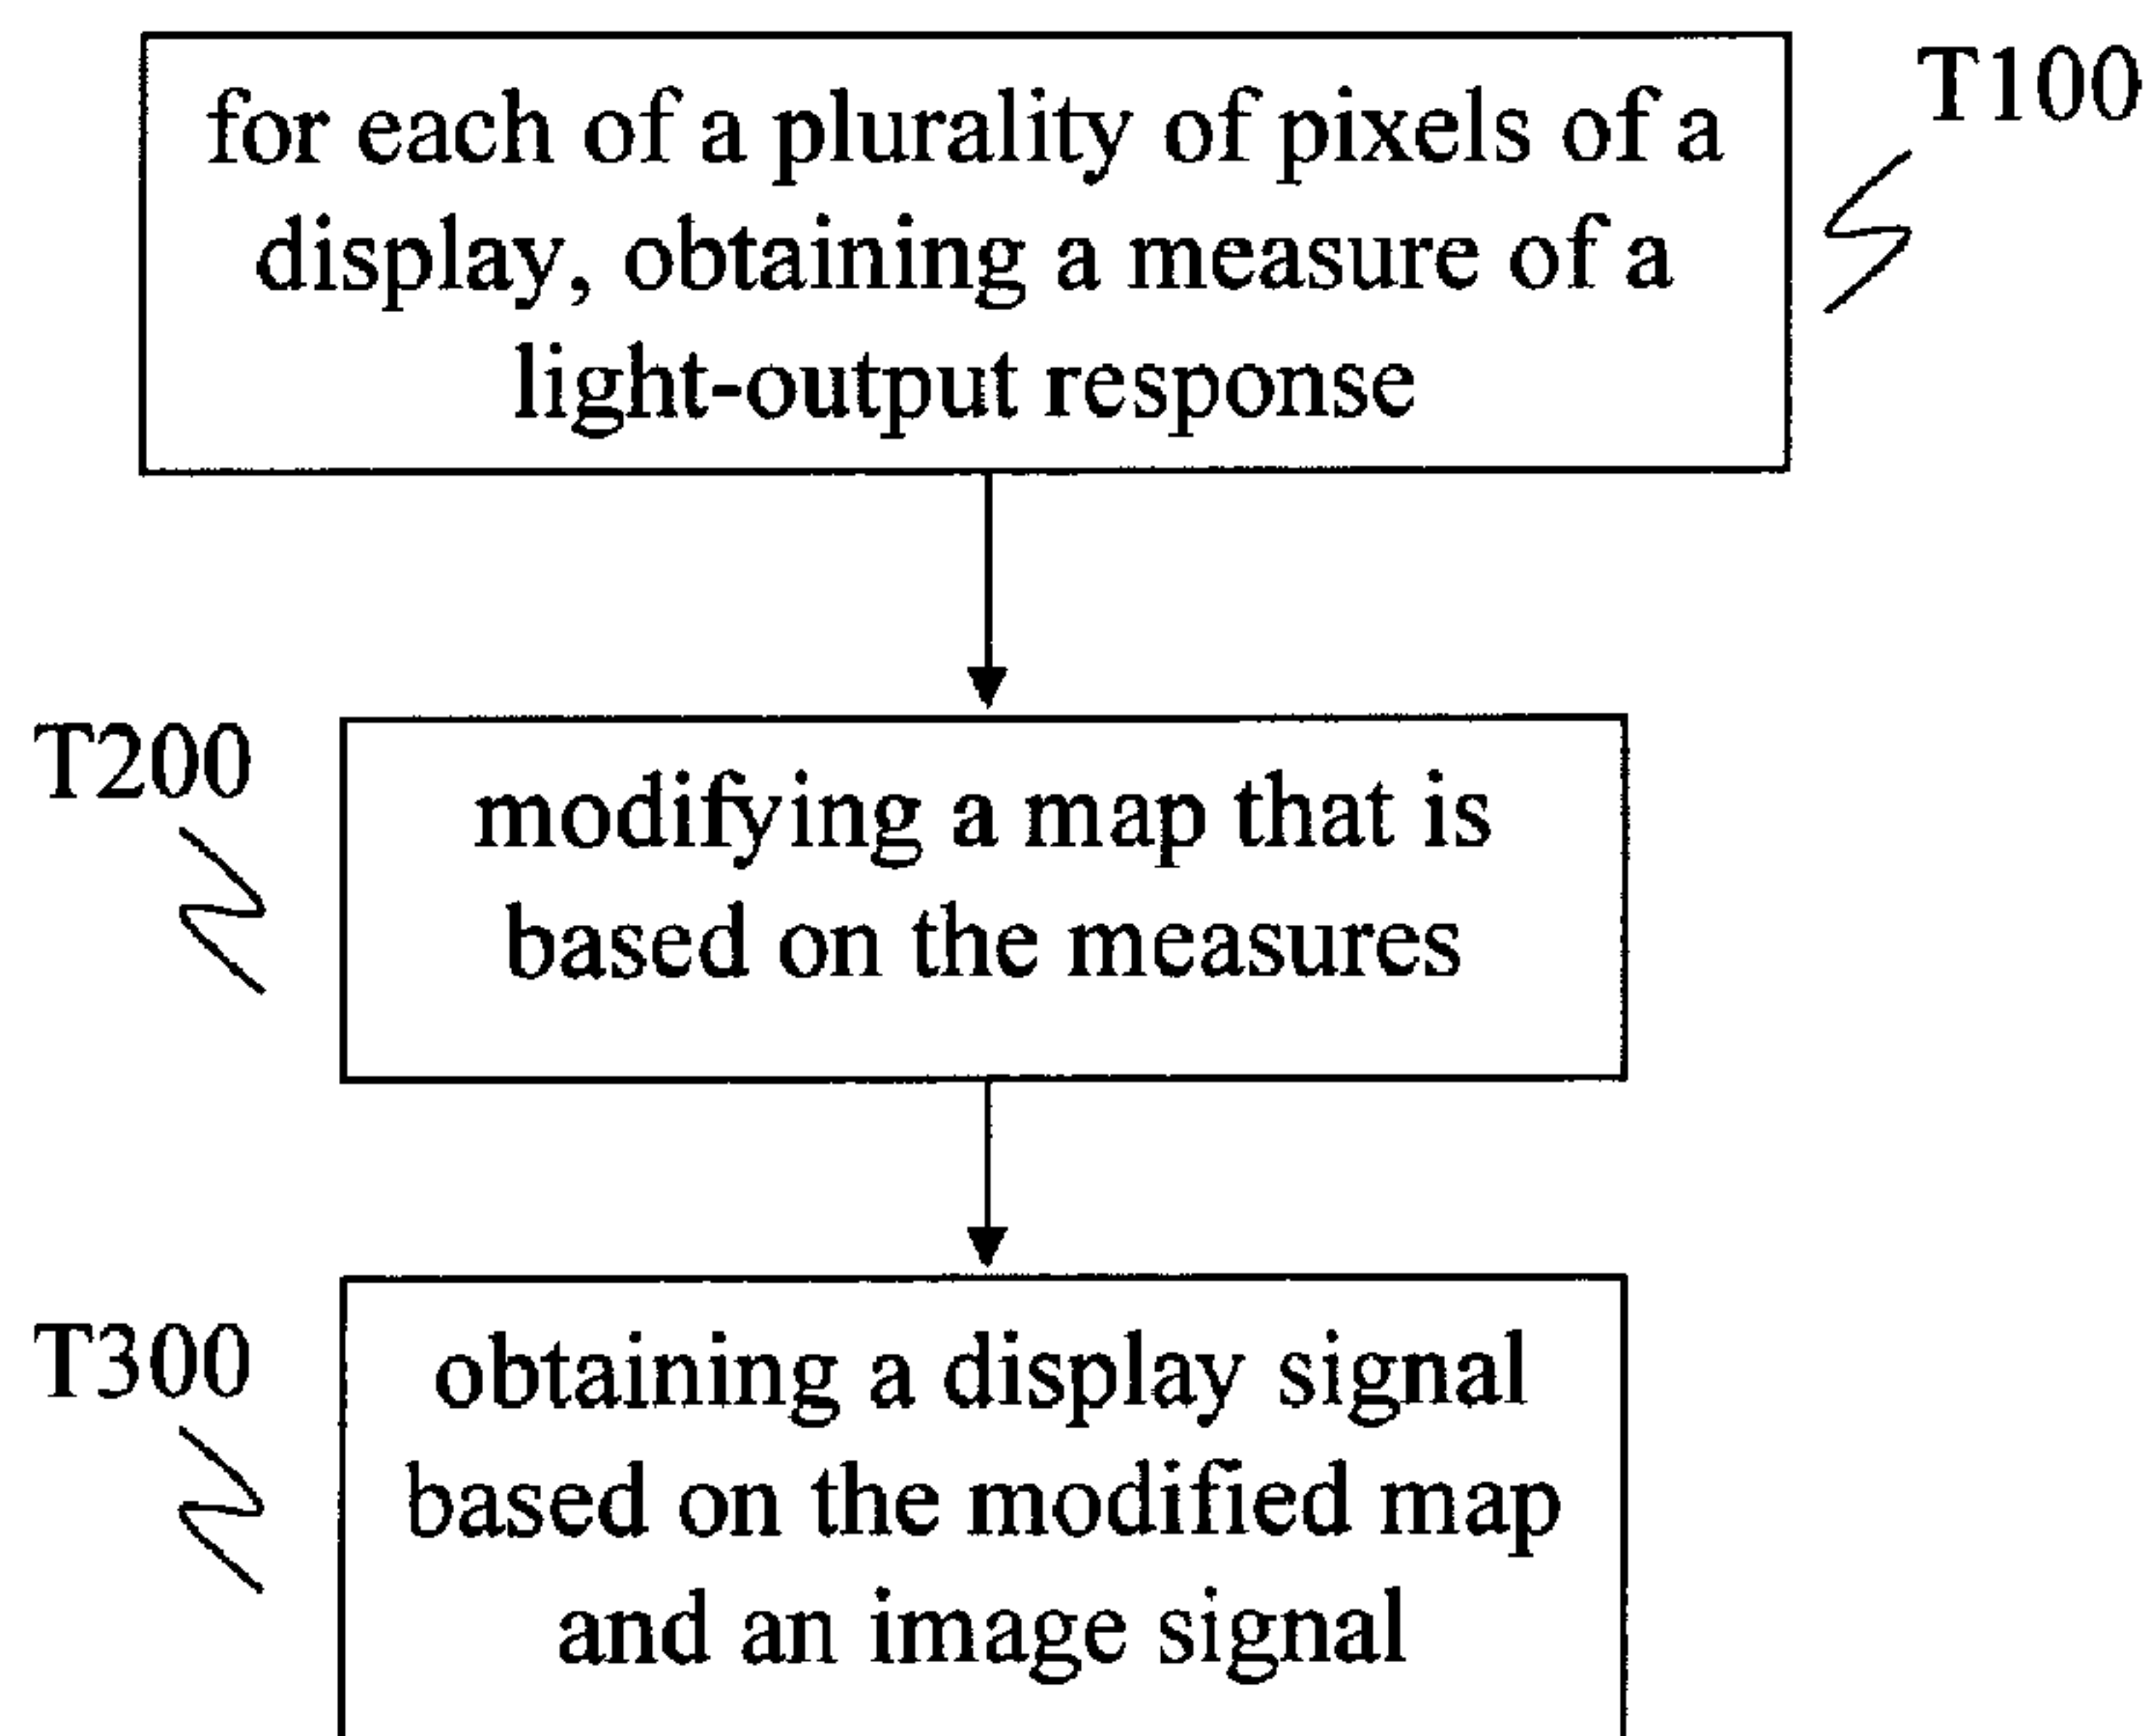 T100
for each of a plurality of pixels of a
display, obtaining a measure of a
light-output response
T200
modifying a map that is
based on the measures
T300
obtaining a display signal
based on the modified map
and an image signal